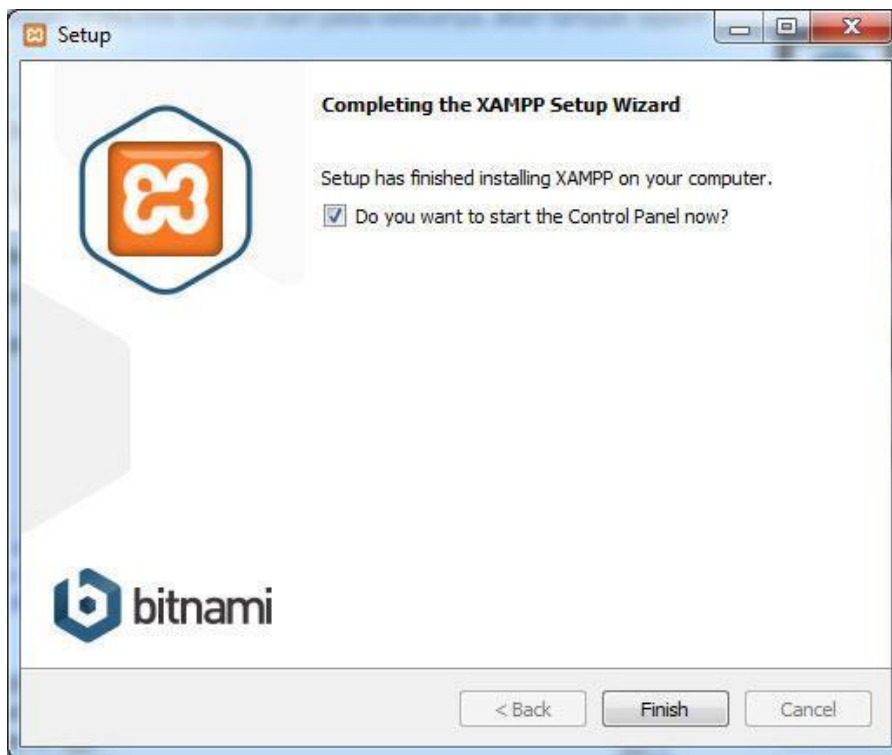 Setup
Completing the XAMPP Setup Wizard
Setup has finished installing XAMPP on your computer.
Do you want to start the Control Panel now?
bitnami
< Back
Finish
Cancel